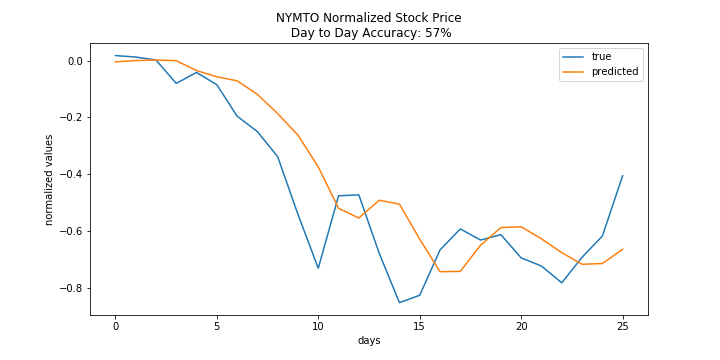 NYMTO Normalized Stock Price
Day to Day Accuracy: 57%
true
predicted
normalized values
0.0
−0.2
−0.4
−0.6
−0.8
0
5
10
15
20
25
days